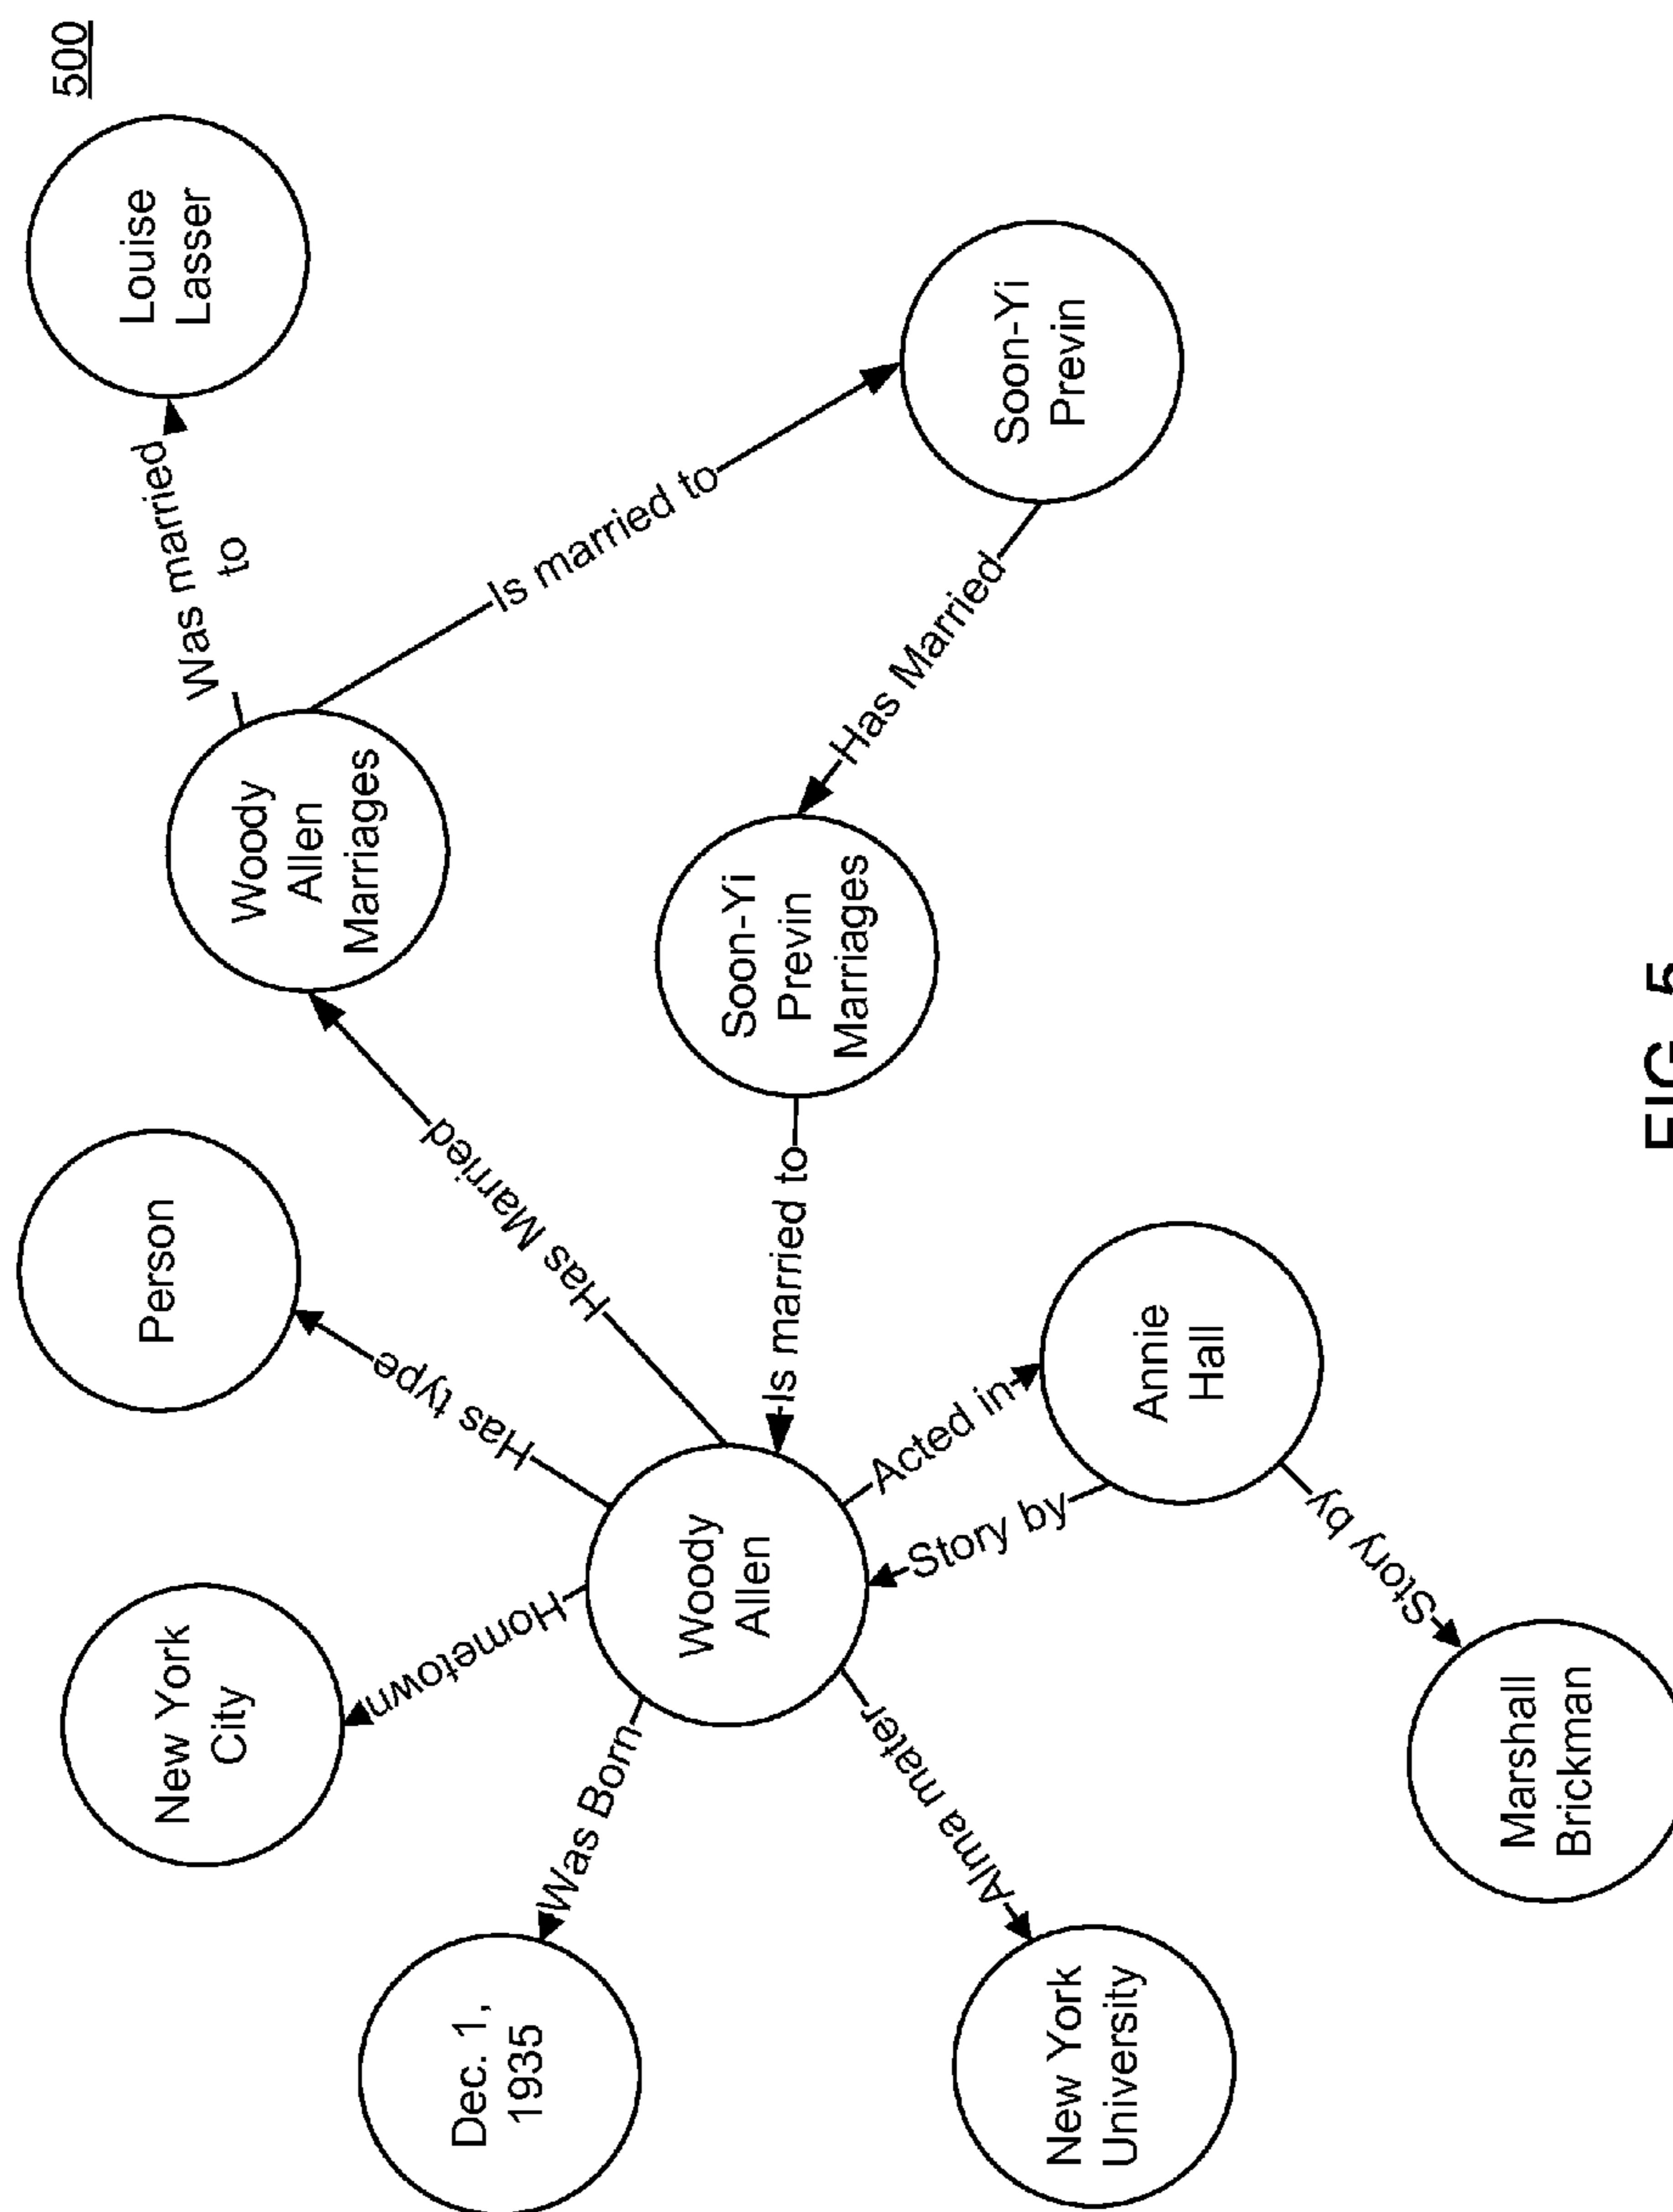 500
Louise
Lasser
Was married
to
Woody
Allen
Marriages
Is married to
Soon-Yi
Previn
Has Married
Soon-Yi
Previn
Marriages
Is married to
Has Married
Person
Has type
New York
City
Hometown
Woody
Allen
Was Born
Dec. 1,
1935
Alma mater
New York
University
Acted in
Annie
Hall
Story by
Story by
Marshall
Brickman